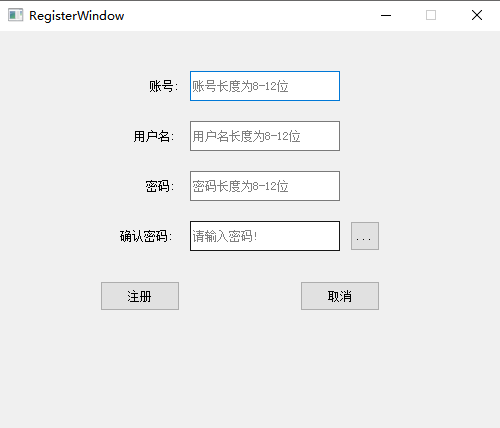 RegisterWindow
账号: 账号长度为8-12位
用户名: 用户名长度为8-12位
密码: 密码长度为8-12位
确认密码: 请输入密码! ...
注册 取消